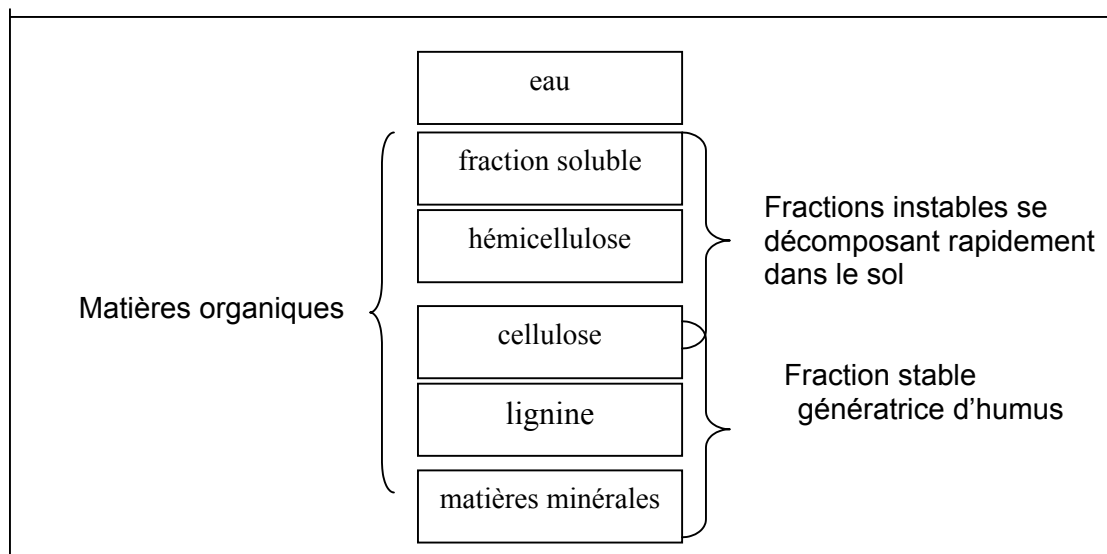 eau
fraction soluble
hémicellulose
Fractions instables se
décomposant rapidement
dans le sol
Matières organiques
cellulose
lignine
Fraction stable
génératrice d’humus
matières minérales